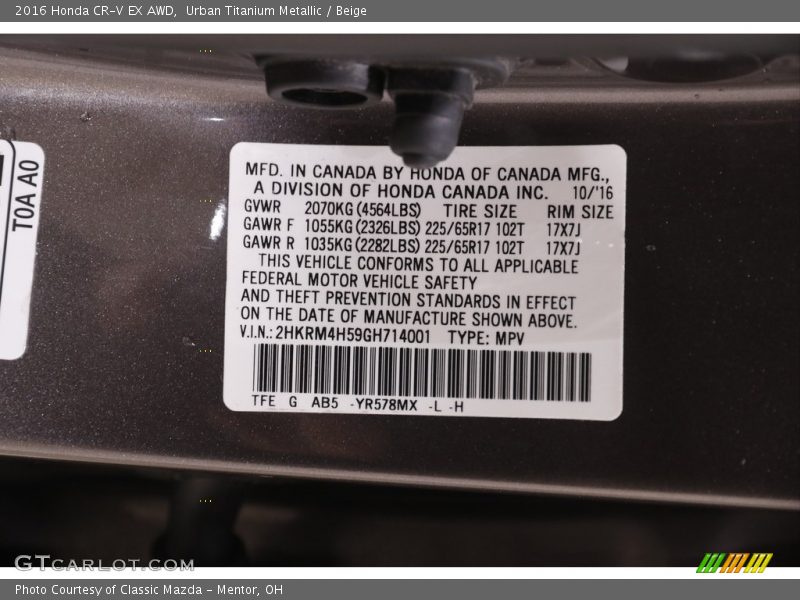 2016 Honda CR-V EX AWD,  Urban Titanium Metallic / Beige
T0A A0
MFD. IN CANADA BY HONDA OF CANADA MFG.,
A DIVISION OF HONDA CANADA INC. 10/'16
GVWR 2070KG (4564LBS) TIRE SIZE RIM SIZE
GAWR F 1055KG (2326LBS) 225/65R17 102T 17X7J
GAWR R 1035KG (2282LBS) 225/65R17 102T 17X7J
THIS VEHICLE CONFORMS TO ALL APPLICABLE
FEDERAL MOTOR VEHICLE SAFETY
AND THEFT PREVENTION STANDARDS IN EFFECT
ON THE DATE OF MANUFACTURE SHOWN ABOVE.
V.I.N.: 2HKRM4H59GH714001 TYPE: MPV
TFE G AB5 -YR578MX -L -H
GTCARLOT.COM
Photo Courtesy of Classic Mazda - Mentor, OH